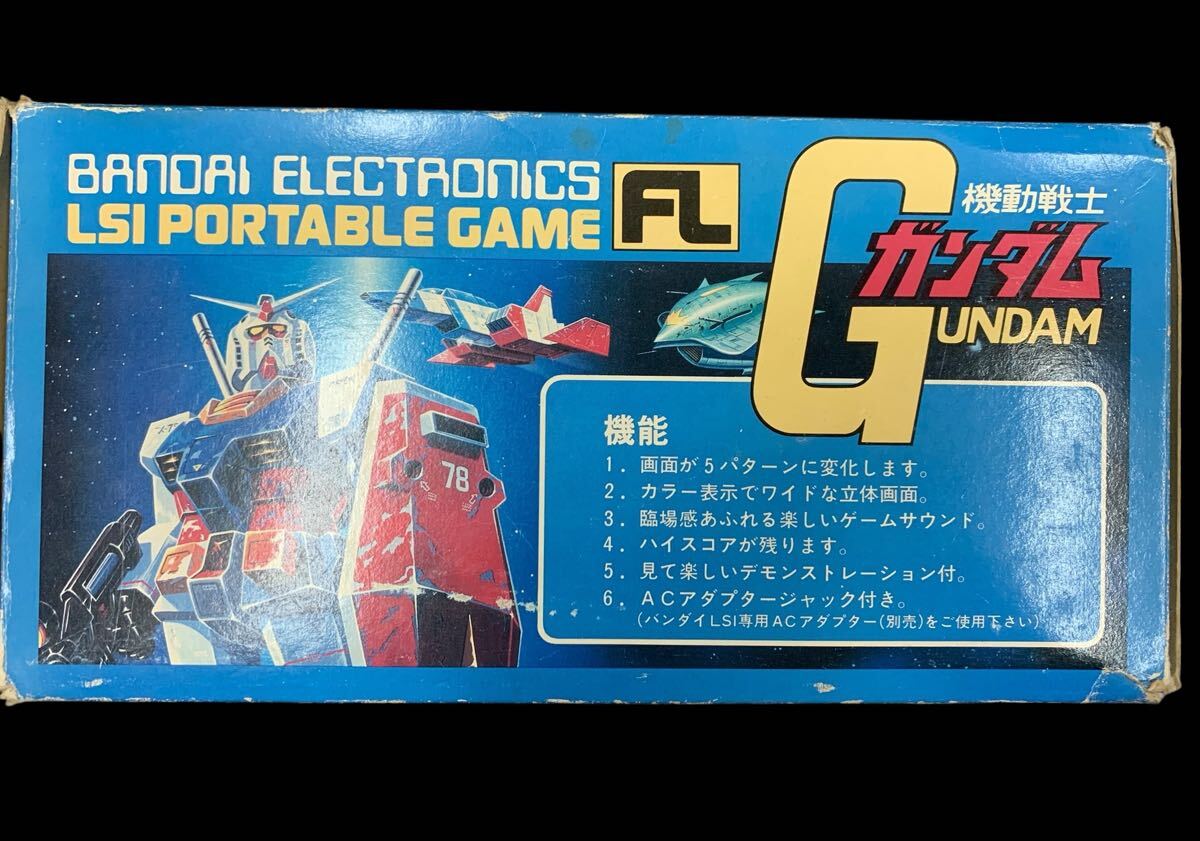 BANDAI ELECTRONICS
LSI PORTABLE GAME
FL
機動戦士
ガンダム
GUNDAM
78
機能
1．画面が5パターンに変化します。
2．カラー表示でワイドな立体画面。
3．臨場感あふれる楽しいゲームサウンド。
4．ハイスコアが残ります。
5．見て楽しいデモンストレーション付。
6．ACアダプタージャック付き。
(バンダイLSI専用ACアダプター(別売)をご使用下さい)